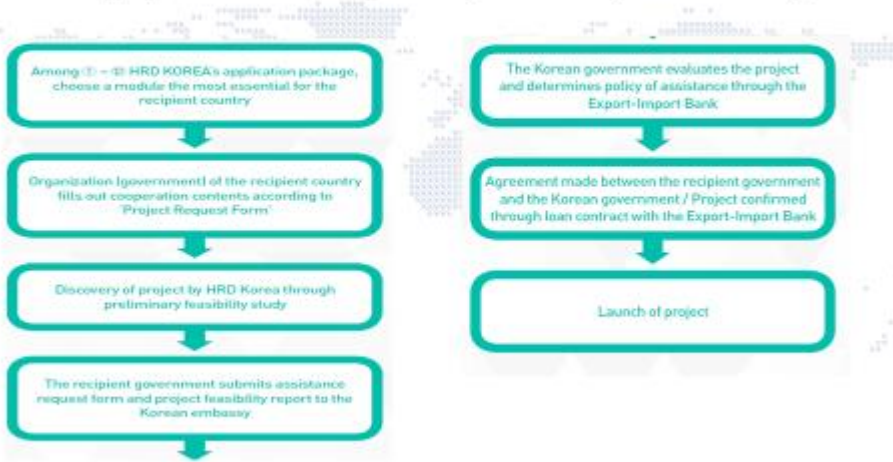 Among ① ~ ⑫ HRD KOREA's application package,
choose a module the most essential for the
recipient country
Organization (government) of the recipient country
fills out cooperation contents according to
'Project Request Form'
Discovery of project by HRD Korea through
preliminary feasibility study
The recipient government submits assistance
request form and project feasibility report to the
Korean embassy
The Korean government evaluates the project
and determines policy of assistance through the
Export-Import Bank
Agreement made between the recipient government
and the Korean government / Project confirmed
through loan contract with the Export-Import Bank
Launch of project